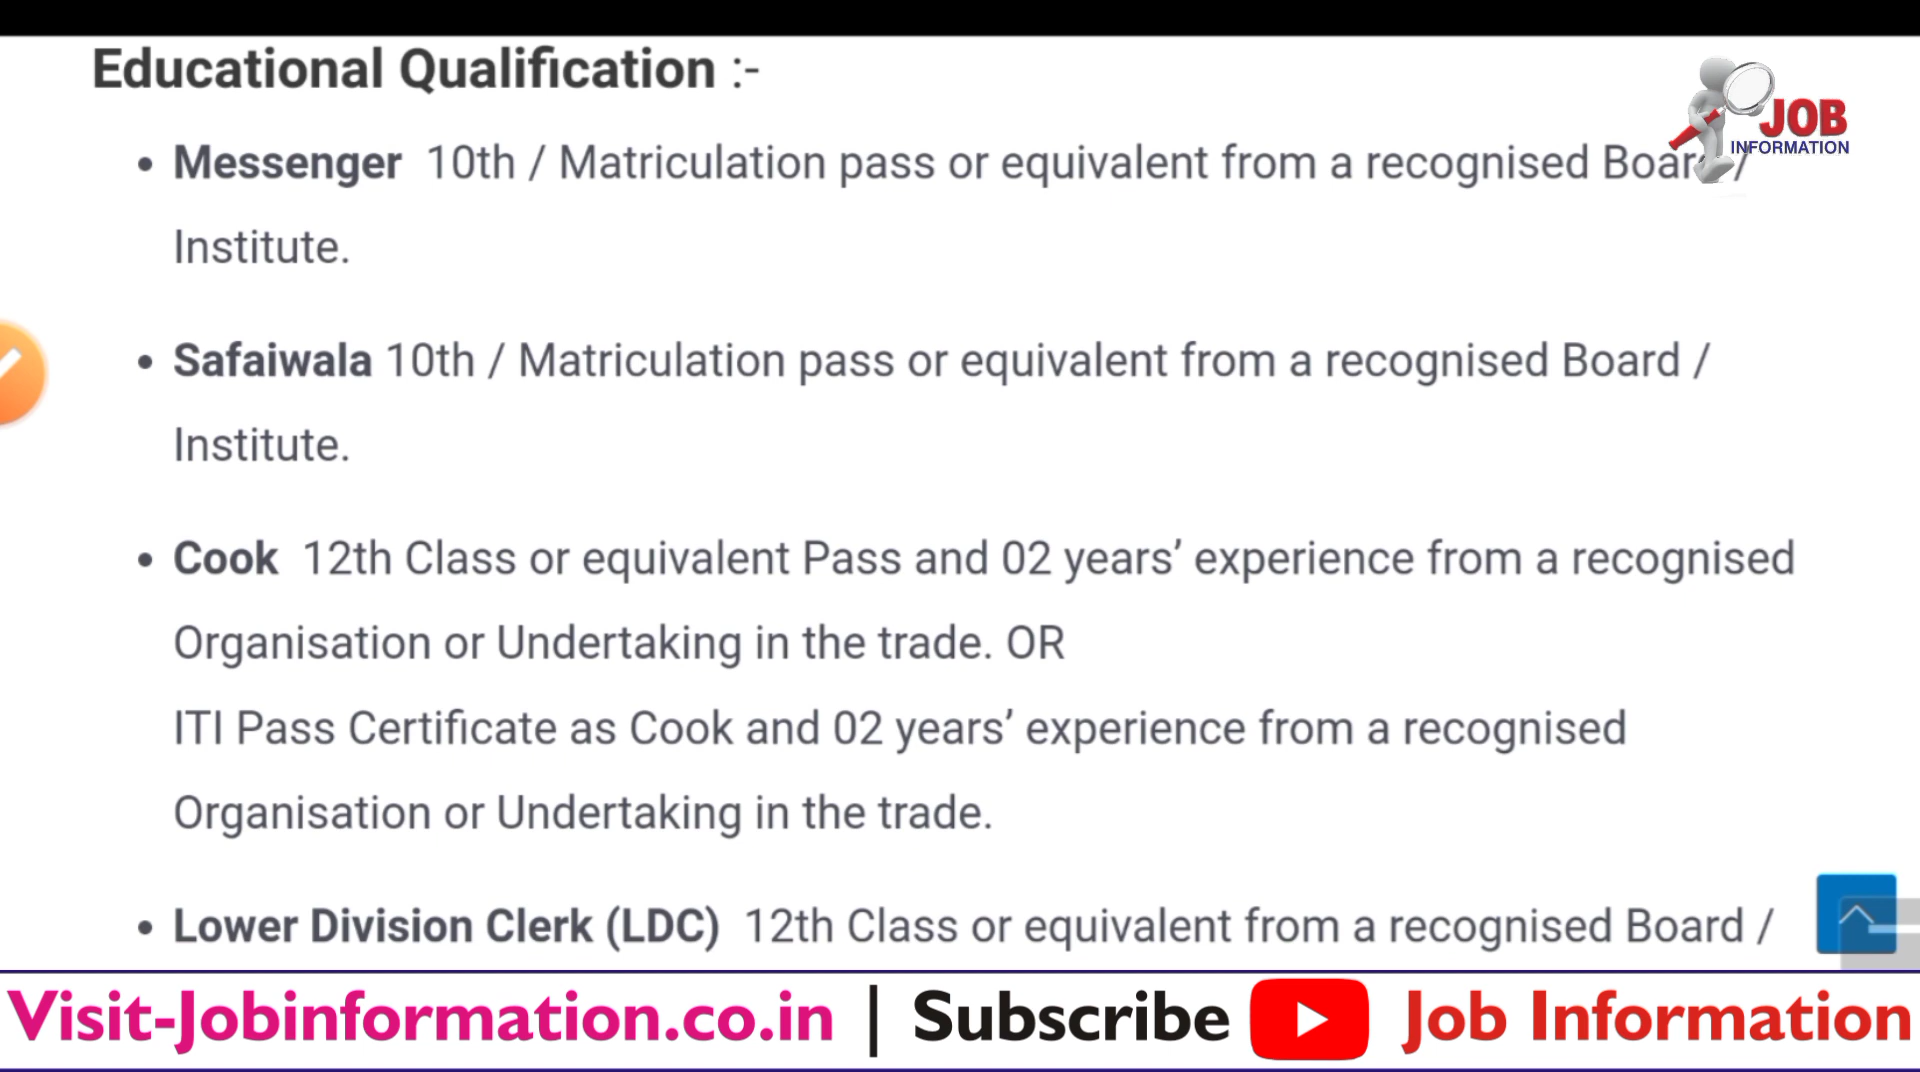 Educational Qualification :-
JOB
INFORMATION
• Messenger 10th / Matriculation pass or equivalent from a recognised Board /
Institute.
• Safaiwala 10th / Matriculation pass or equivalent from a recognised Board /
Institute.
• Cook 12th Class or equivalent Pass and 02 years’ experience from a recognised
Organisation or Undertaking in the trade. OR
ITI Pass Certificate as Cook and 02 years’ experience from a recognised
Organisation or Undertaking in the trade.
• Lower Division Clerk (LDC) 12th Class or equivalent from a recognised Board /
Visit-Jobinformation.co.in | Subscribe Job Information